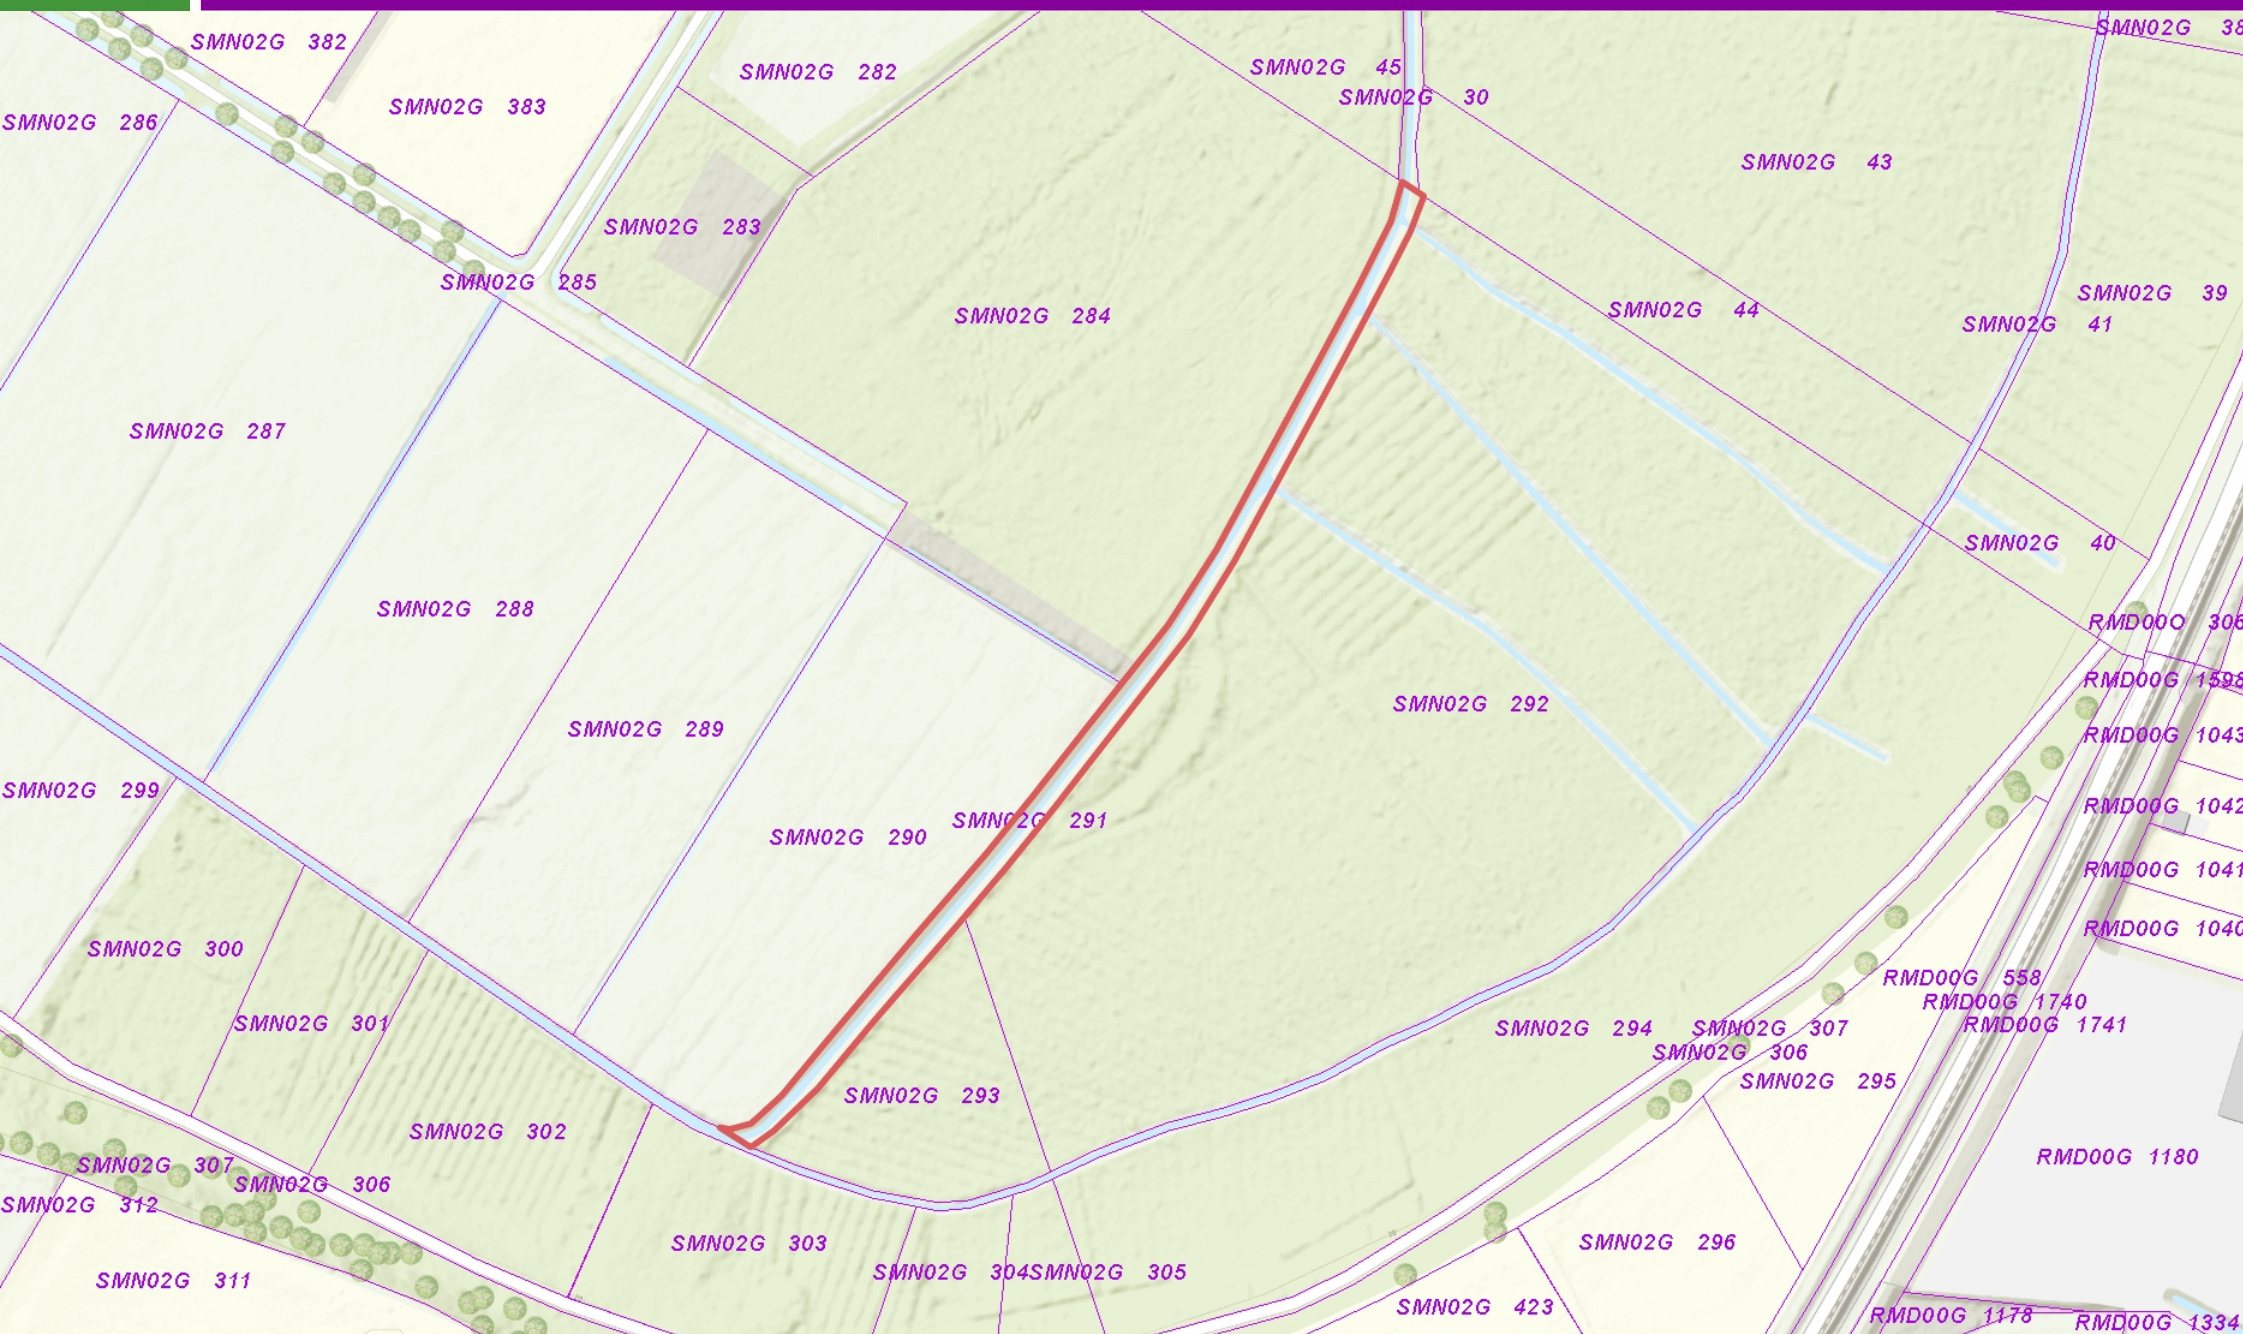 SMN02G 38
SMN02G 382
SMN02G 45
SMN02G 282
SMN02G 30
SMN02G 383
SMN02G 286
SMN02G 43
SMN02G 283
SMN02G 285
SMN02G 39
SMN02G 44
SMN02G 284
SMN02G 41
SMN02G 287
SMN02G 40
SMN02G 288
RMD00O 306
RMD00G 1598
SMN02G 292
SMN02G 289
RMD00G 1043
SMN02G 299
RMD00G 1042
SMN02G 291
SMN02G 290
RMD00G 1041
RMD00G 1040
SMN02G 300
RMD00G 558
RMD00G 1740
SMN02G 301
RMD00G 1741
SMN02G 294
SMN02G 307
SMN02G 306
SMN02G 295
SMN02G 293
SMN02G 302
RMD00G 1180
SMN02G 307
SMN02G 306
SMN02G 312
SMN02G 303
SMN02G 296
SMN02G 304
SMN02G 305
SMN02G 311
SMN02G 423
RMD00G 1178
RMD00G 1334